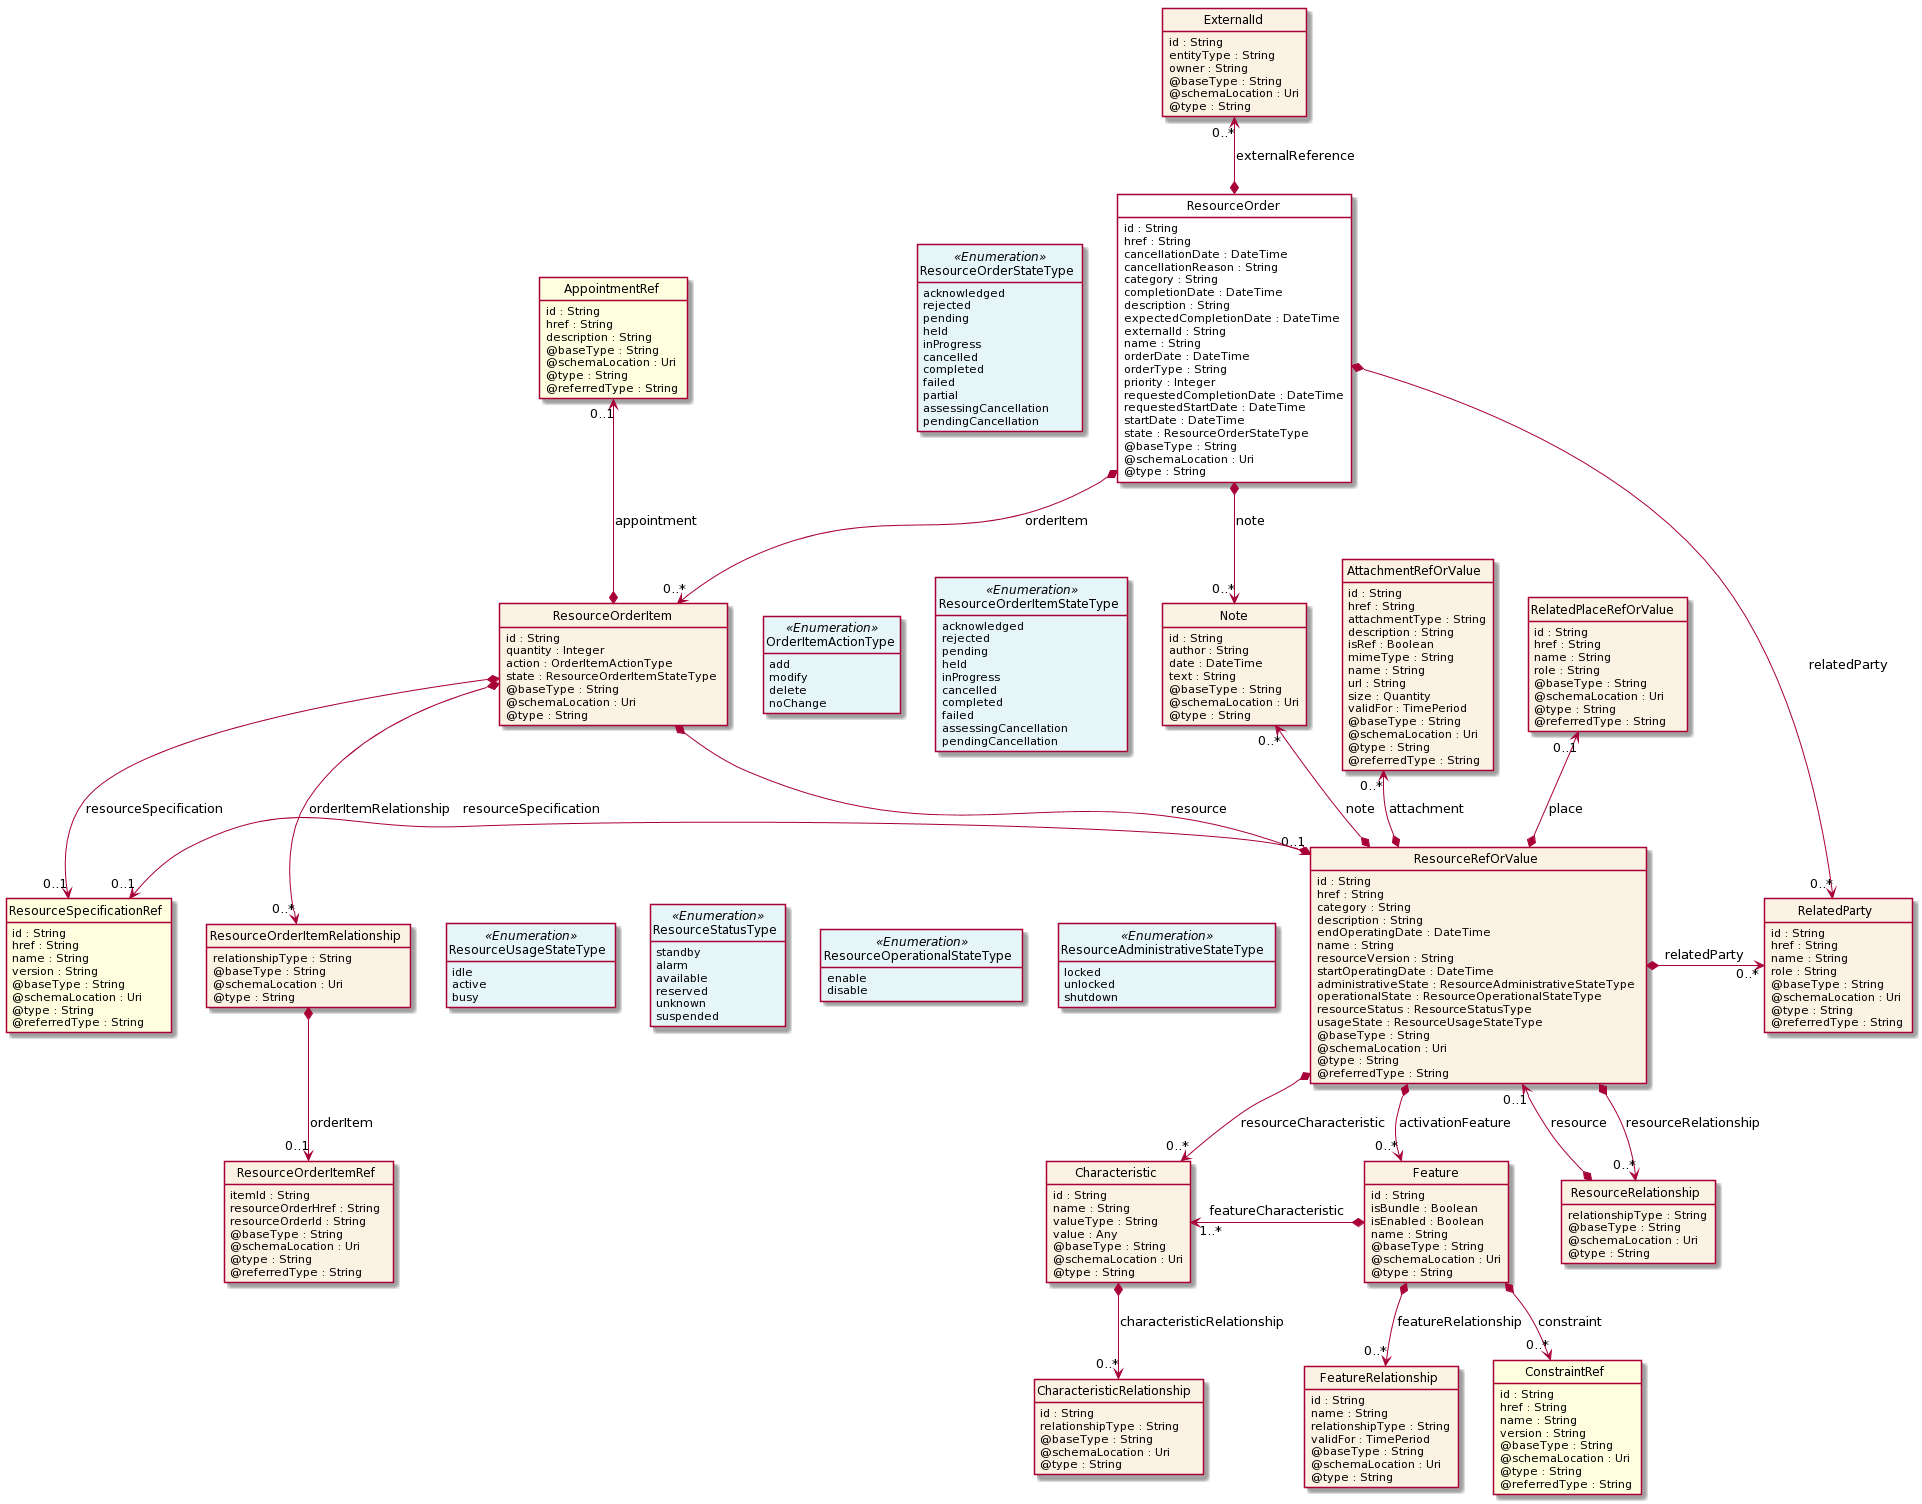 ExternalId
id : String
entityType : String
owner : String
@baseType : String
@schemaLocation : Uri
@type : String
0..*
externalReference
ResourceOrder
id : String
href : String
cancellationDate : DateTime
cancellationReason : String
category : String
completionDate : DateTime
description : String
expectedCompletionDate : DateTime
externalId : String
name : String
orderDate : DateTime
orderType : String
priority : Integer
requestedCompletionDate : DateTime
requestedStartDate : DateTime
startDate : DateTime
state : ResourceOrderStateType
@baseType : String
@schemaLocation : Uri
@type : String
«Enumeration»
ResourceOrderStateType
acknowledged
rejected
pending
held
inProgress
cancelled
completed
failed
partial
assessingCancellation
pendingCancellation
AppointmentRef
id : String
href : String
description : String
@baseType : String
@schemaLocation : Uri
@type : String
@referredType : String
0..1
appointment
orderItem
0..*
note
0..*
relatedParty
0..*
ResourceOrderItem
id : String
quantity : Integer
action : OrderItemActionType
state : ResourceOrderItemStateType
@baseType : String
@schemaLocation : Uri
@type : String
«Enumeration»
OrderItemActionType
add
modify
delete
noChange
«Enumeration»
ResourceOrderItemStateType
acknowledged
rejected
pending
held
inProgress
cancelled
completed
failed
assessingCancellation
pendingCancellation
Note
id : String
author : String
date : DateTime
text : String
@baseType : String
@schemaLocation : Uri
@type : String
0..*
AttachmentRefOrValue
id : String
href : String
attachmentType : String
description : String
isRef : Boolean
mimeType : String
name : String
url : String
size : Quantity
validFor : TimePeriod
@baseType : String
@schemaLocation : Uri
@type : String
@referredType : String
0..*
RelatedPlaceRefOrValue
id : String
href : String
name : String
role : String
@baseType : String
@schemaLocation : Uri
@type : String
@referredType : String
0..1
resourceSpecification
orderItemRelationship
resourceSpecification
resource
note
attachment
place
0..1
0..1
0..*
0..1
ResourceSpecificationRef
id : String
href : String
name : String
version : String
@baseType : String
@schemaLocation : Uri
@type : String
@referredType : String
ResourceOrderItemRelationship
relationshipType : String
@baseType : String
@schemaLocation : Uri
@type : String
«Enumeration»
ResourceUsageStateType
idle
active
busy
«Enumeration»
ResourceStatusType
standby
alarm
available
reserved
unknown
suspended
«Enumeration»
ResourceOperationalStateType
enable
disable
«Enumeration»
ResourceAdministrativeStateType
locked
unlocked
shutdown
ResourceRefOrValue
id : String
href : String
category : String
description : String
endOperatingDate : DateTime
name : String
resourceVersion : String
startOperatingDate : DateTime
administrativeState : ResourceAdministrativeStateType
operationalState : ResourceOperationalStateType
resourceStatus : ResourceStatusType
usageState : ResourceUsageStateType
@baseType : String
@schemaLocation : Uri
@type : String
@referredType : String
relatedParty
0..*
RelatedParty
id : String
href : String
name : String
role : String
@baseType : String
@schemaLocation : Uri
@type : String
@referredType : String
orderItem
0..1
resourceCharacteristic
0..*
activationFeature
0..*
0..1
resource
resourceRelationship
0..*
ResourceOrderItemRef
itemId : String
resourceOrderHref : String
resourceOrderId : String
@baseType : String
@schemaLocation : Uri
@type : String
@referredType : String
Characteristic
id : String
name : String
valueType : String
value : Any
@baseType : String
@schemaLocation : Uri
@type : String
featureCharacteristic
1..*
Feature
id : String
isBundle : Boolean
isEnabled : Boolean
name : String
@baseType : String
@schemaLocation : Uri
@type : String
ResourceRelationship
relationshipType : String
@baseType : String
@schemaLocation : Uri
@type : String
characteristicRelationship
0..*
featureRelationship
0..*
constraint
0..*
CharacteristicRelationship
id : String
relationshipType : String
@baseType : String
@schemaLocation : Uri
@type : String
FeatureRelationship
id : String
name : String
relationshipType : String
validFor : TimePeriod
@baseType : String
@schemaLocation : Uri
@type : String
ConstraintRef
id : String
href : String
name : String
version : String
@baseType : String
@schemaLocation : Uri
@type : String
@referredType : String